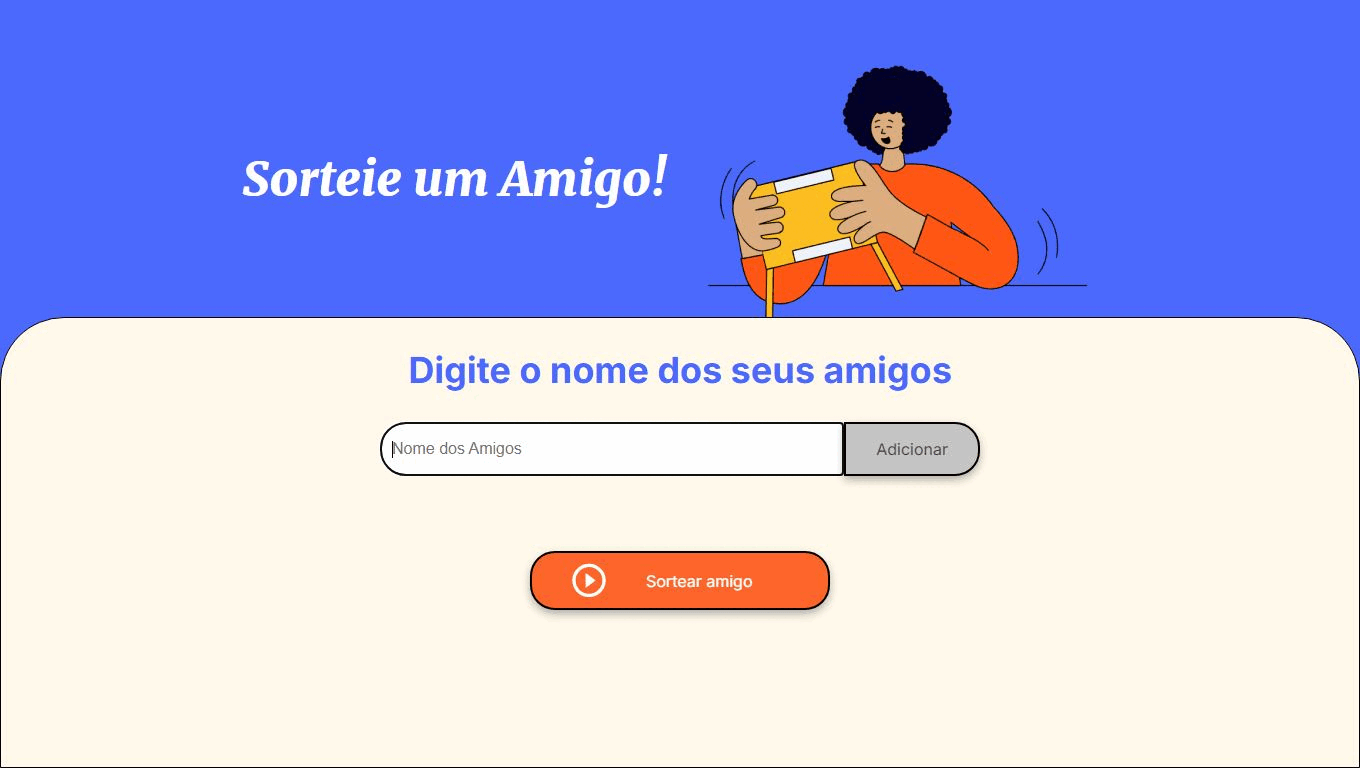 Sorteie um Amigo!
Digite o nome dos seus amigos
Nome dos Amigos
Adicionar
Sortear amigo